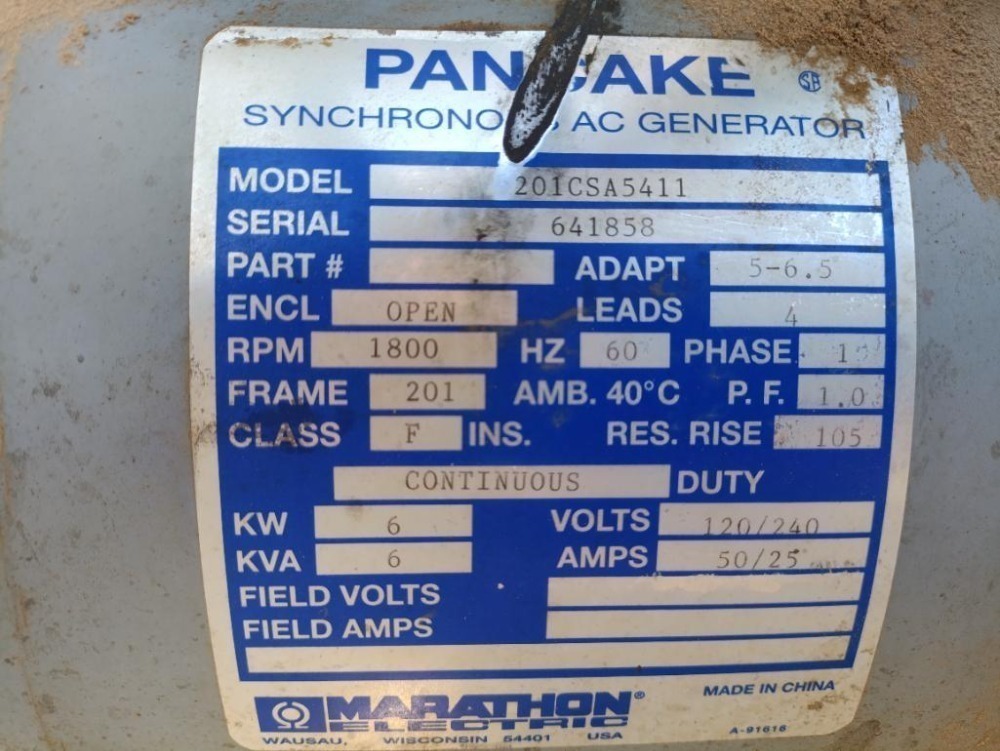 PANCAKE
SYNCHRONOUS AC GENERATOR
MODEL 201CSA5411
SERIAL 641858
PART # ADAPT 5-6.5
ENCL OPEN LEADS 4
RPM 1800 HZ 60 PHASE 1
FRAME 201 AMB. 40°C P. F. 1.0
CLASS F INS. RES. RISE 105
CONTINUOUS DUTY
KW 6 VOLTS 120/240
KVA 6 AMPS 50/25
FIELD VOLTS
FIELD AMPS
MARATHON® MADE IN CHINA
ELECTRIC
WAUSAU, WISCONSIN 54401 USA A-91616